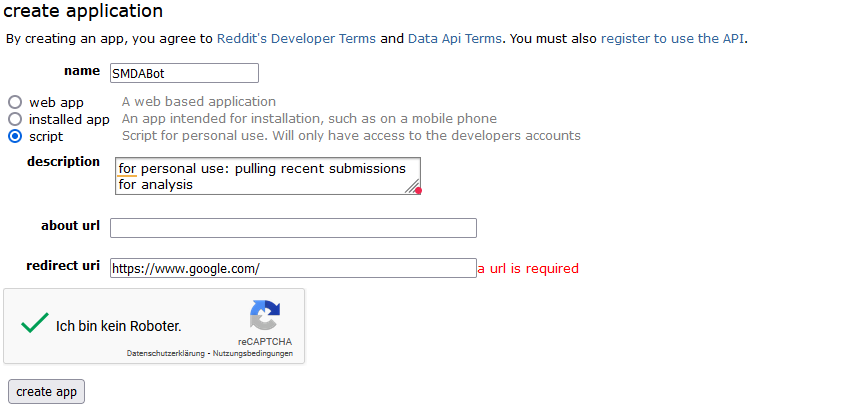 create application
By creating an app, you agree to Reddit's Developer Terms and Data Api Terms. You must also register to use the API.
name SMDABot
web app A web based application
installed app An app intended for installation, such as on a mobile phone
script Script for personal use. Will only have access to the developers accounts
description for personal use: pulling recent submissions
for analysis
about url
redirect uri https://www.google.com/ a url is required
Ich bin kein Roboter.
reCAPTCHA
Datenschutzerklärung - Nutzungsbedingungen
create app